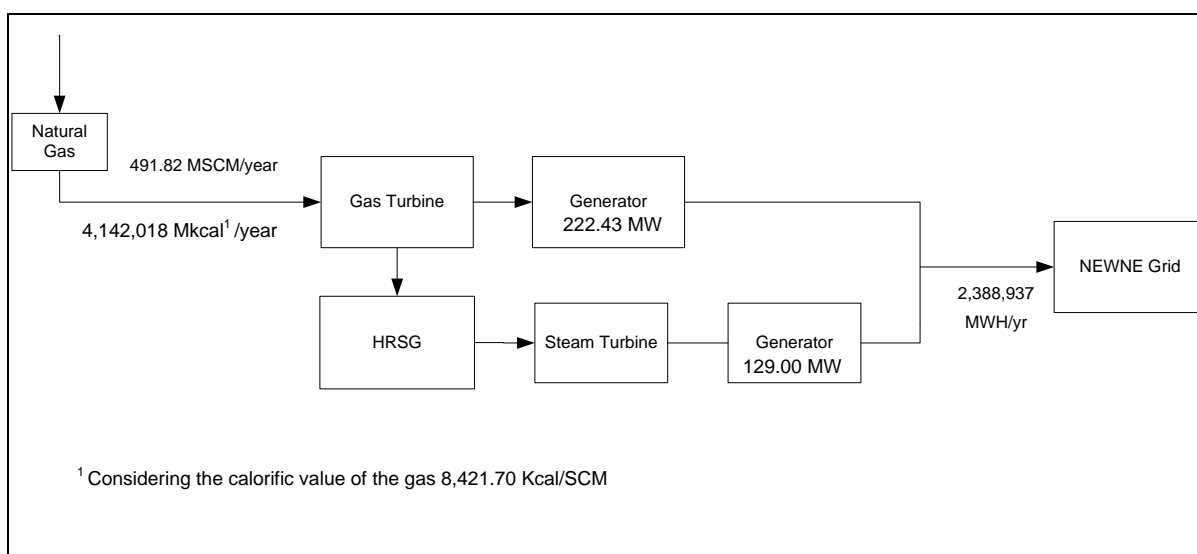 Natural
Gas
491.82 MSCM/year
4,142,018 Mkcal¹ /year
Gas Turbine
Generator
222.43 MW
HRSG
Steam Turbine
Generator
129.00 MW
2,388,937
MWH/yr
NEWNE Grid
¹ Considering the calorific value of the gas 8,421.70 Kcal/SCM